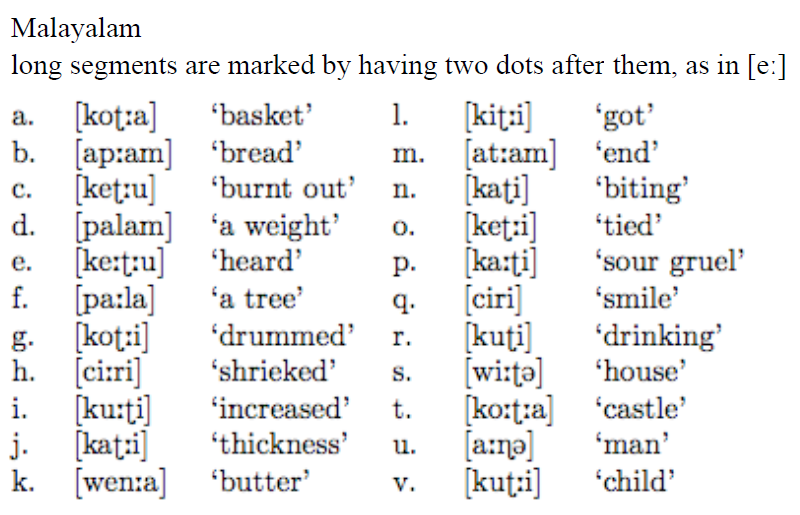 Malayalam
long segments are marked by having two dots after them, as in [e:]
a. [koʈːa] ‘basket’ l. [kiʈːi] ‘got’
b. [apːam] ‘bread’ m. [atːam] ‘end’
c. [keʈːu] ‘burnt out’ n. [kaʈi] ‘biting’
d. [palam] ‘a weight’ o. [keʈːi] ‘tied’
e. [keːʈːu] ‘heard’ p. [kaːʈi] ‘sour gruel’
f. [paːla] ‘a tree’ q. [ciri] ‘smile’
g. [koʈːi] ‘drummed’ r. [kuʈi] ‘drinking’
h. [ciːri] ‘shrieked’ s. [wiːʈə] ‘house’
i. [kuːʈi] ‘increased’ t. [koːʈːa] ‘castle’
j. [kaʈːi] ‘thickness’ u. [aːɳə] ‘man’
k. [wenːa] ‘butter’ v. [kuʈːi] ‘child’